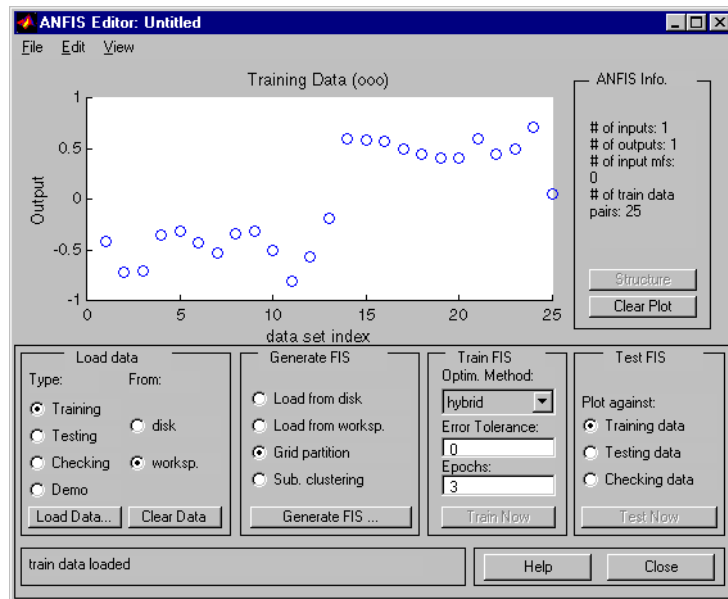 ANFIS Editor: Untitled
File Edit View
Training Data (ooo)
1
0.5
0
-0.5
-1
Output
0 5 10 15 20 25
data set index
ANFIS Info.
# of inputs: 1
# of outputs: 1
# of input mfs:
0
# of train data
pairs: 25
Structure
Clear Plot
Load data
Type: From:
Training
Testing
Checking
Demo
disk
worksp.
Load Data... Clear Data
Generate FIS
Load from disk
Load from worksp.
Grid partition
Sub. clustering
Generate FIS ...
Train FIS
Optim. Method:
hybrid
Error Tolerance:
0
Epochs:
3
Train Now
Test FIS
Plot against:
Training data
Testing data
Checking data
Test Now
train data loaded
Help Close